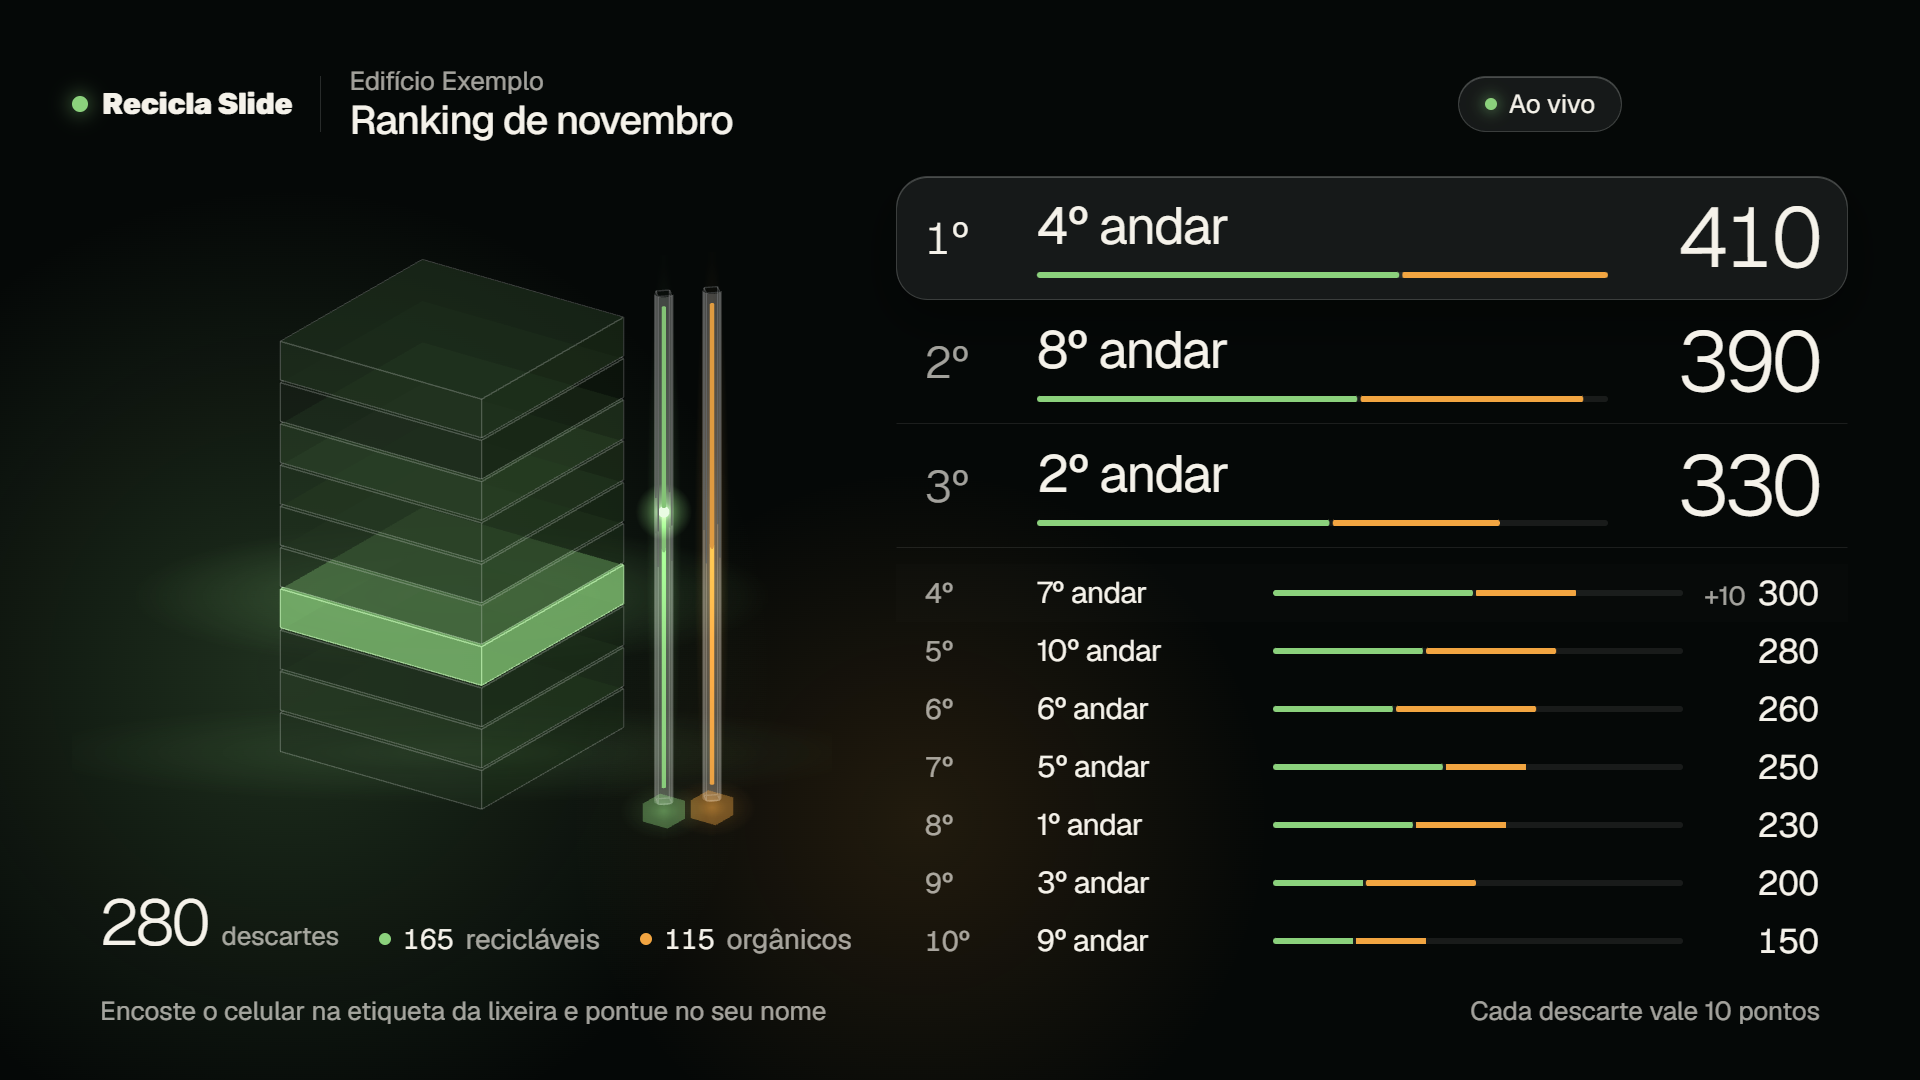 Recicla Slide
Edifício Exemplo
Ranking de novembro
Ao vivo
1º 4º andar 410
2º 8º andar 390
3º 2º andar 330
4º 7º andar +10 300
5º 10º andar 280
6º 6º andar 260
7º 5º andar 250
8º 1º andar 230
9º 3º andar 200
10º 9º andar 150
280 descartes 165 recicláveis 115 orgânicos
Encoste o celular na etiqueta da lixeira e pontue no seu nome
Cada descarte vale 10 pontos